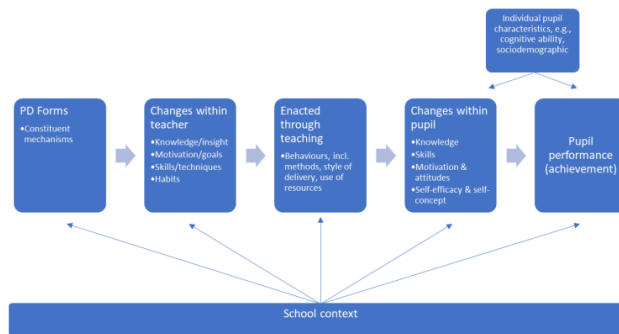 Individual pupil
characteristics, e.g.,
cognitive ability,
sociodemographic
PD Forms
•Constituent
mechanisms
Changes within
teacher
•Knowledge/insight
•Motivation/goals
•Skills/techniques
•Habits
Enacted
through
teaching
•Behaviours, incl.
methods, style of
delivery, use of
resources
Changes within
pupil
•Knowledge
•Skills
•Motivation &
attitudes
•Self-efficacy & self-
concept
Pupil
performance
(achievement)
School context